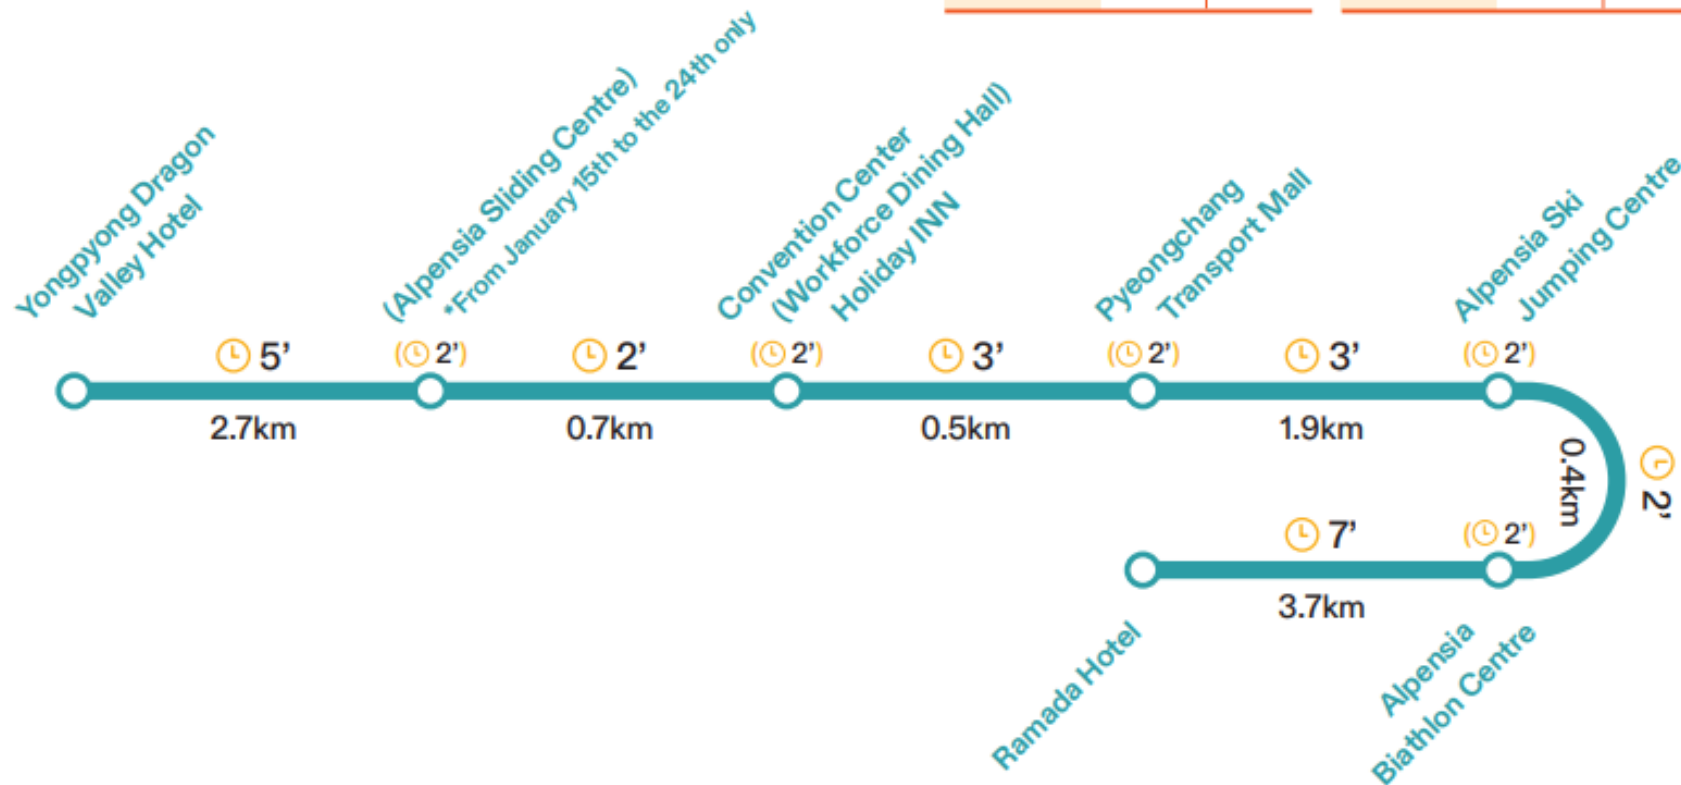 Yongpyong Dragon
Valley Hotel
(Alpensia Sliding Centre)
*From January 15th to the 24th only
Convention Center
(Workforce Dining Hall)
Holiday INN
Pyeongchang
Transport Mall
Alpensia Ski
Jumping Centre
5’
(2’)
2’
(2’)
3’
(2’)
3’
(2’)
2.7km
0.7km
0.5km
1.9km
0.4km
2’
7’
(2’)
3.7km
Ramada Hotel
Alpensia
Biathlon Centre